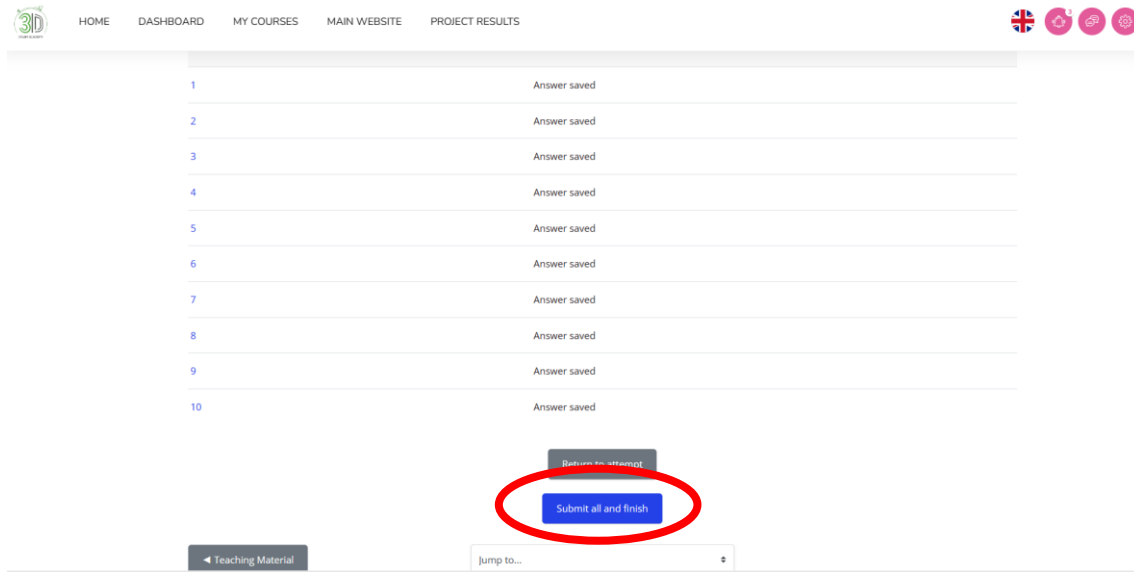 3D
HOME DASHBOARD MY COURSES MAIN WEBSITE PROJECT RESULTS
3
1 Answer saved
2 Answer saved
3 Answer saved
4 Answer saved
5 Answer saved
6 Answer saved
7 Answer saved
8 Answer saved
9 Answer saved
10 Answer saved
Return to attempt
Submit all and finish
◄ Teaching Material Jump to...